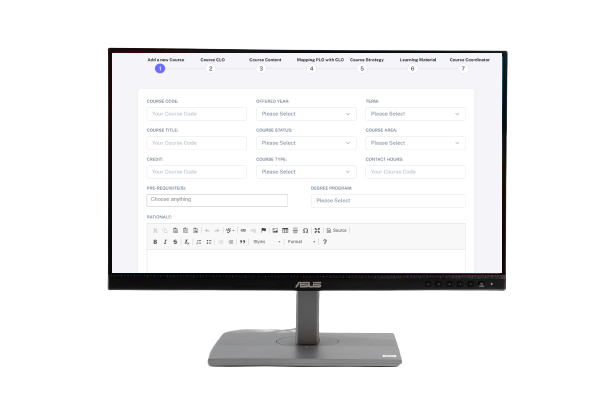 Add a new Course Course CLO Course Content Mapping PLO with CLO Course Strategy Learning Material Course Coordinator
1 2 3 4 5 6 7
COURSE CODE: OFFERED YEAR: TERM:
Your Course Code Please Select Please Select
COURSE TITLE: COURSE STATUS: COURSE AREA:
Your Course Code Please Select Please Select
CREDIT: COURSE TYPE: CONTACT HOURS:
Your Course Code Please Select Your Course Code
PRE-REQUISITE(S): DEGREE PROGRAM:
Choose anything Please Select
RATIONALE:
Source
B I S Styles Format ?
ASUS